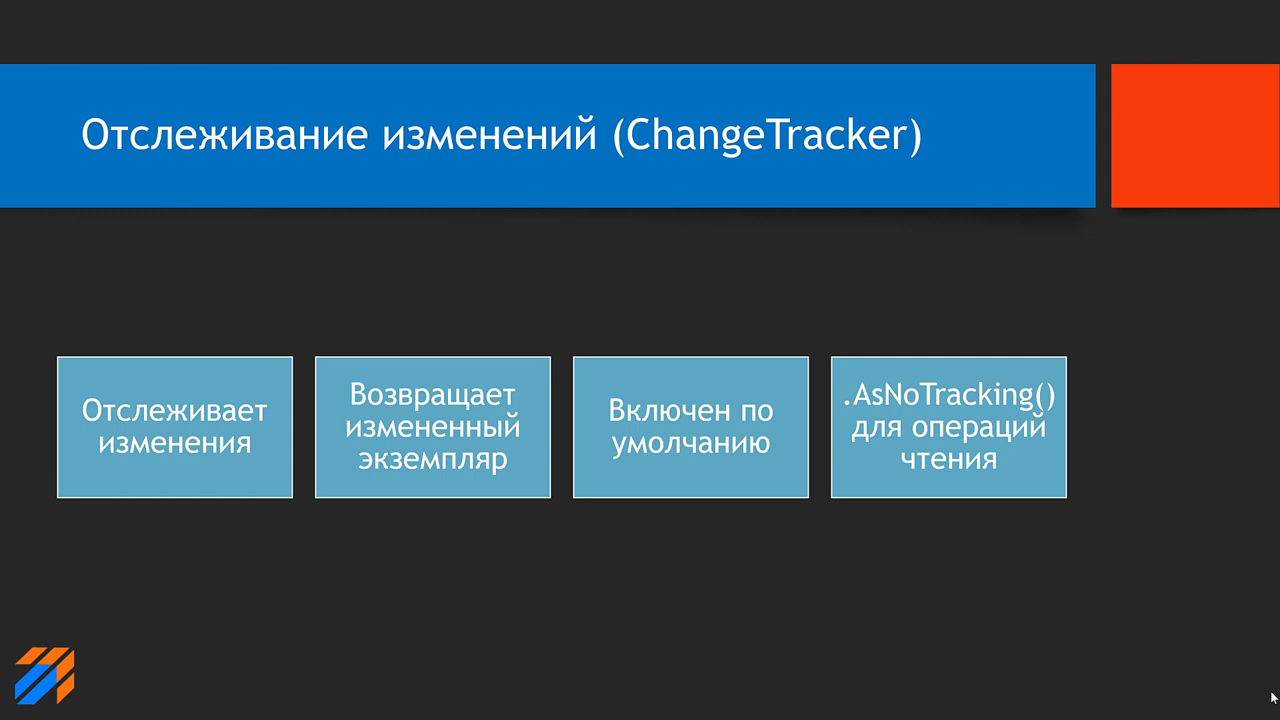 Отслеживание изменений (ChangeTracker)
Отслеживает
изменения
Возвращает
измененный
экземпляр
Включен по
умолчанию
.AsNoTracking()
для операций
чтения